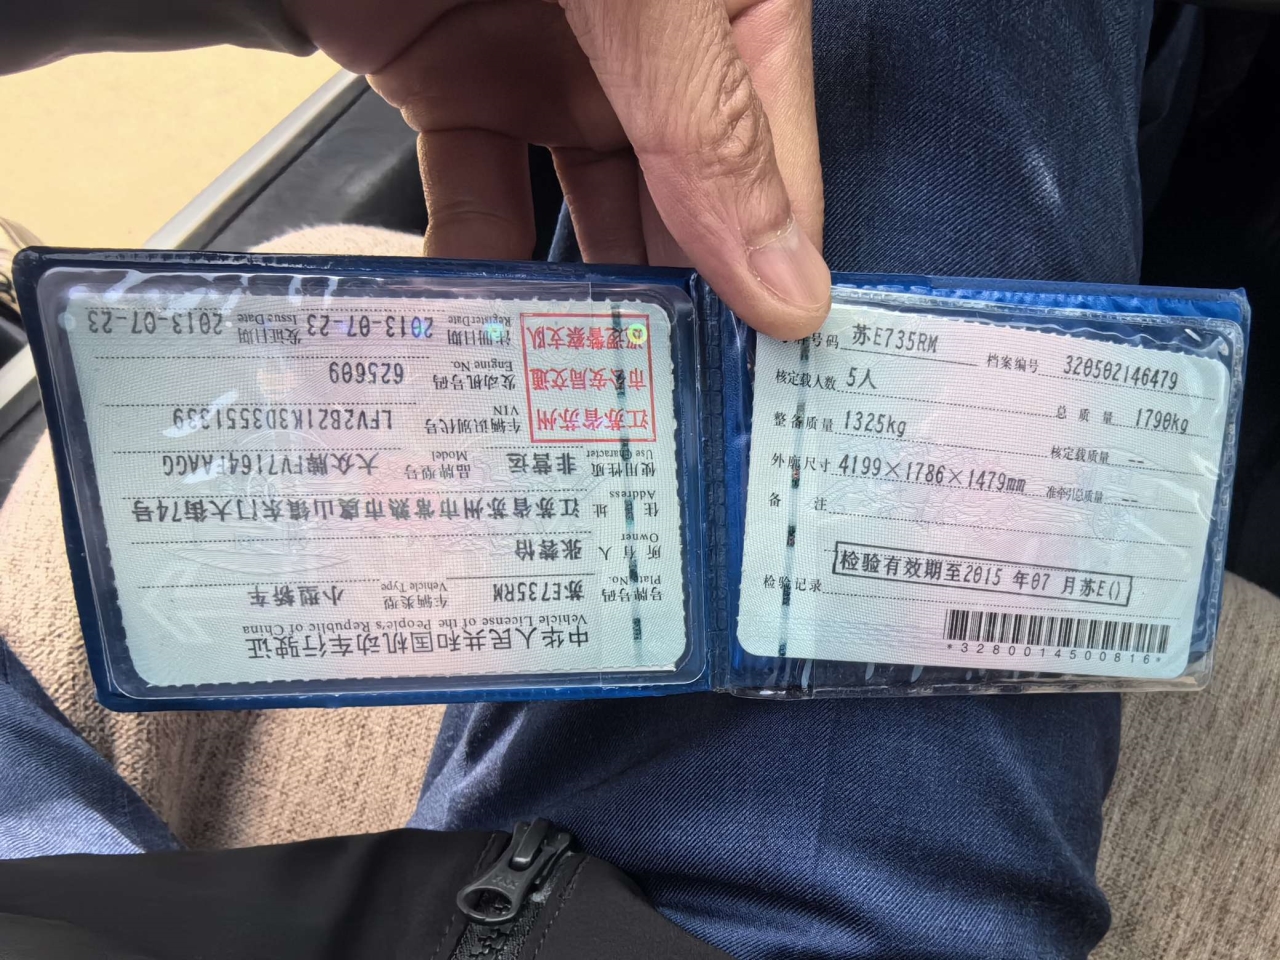 中华人民共和国机动车行驶证
Vehicle License of the People's Republic of China
号牌号码 苏E735RM 车辆类型 小型轿车
Plate No. Vehicle Type
所有人 张蓉怡
Owner
住 址 江苏省苏州市常熟市虞山镇东门大街74号
Address
使用性质 非营运 品牌型号 大众牌FV7164FAAGG
Use Character Model
江苏省苏州
市公安局交通
巡逻警察支队
车辆识别代号 LFV2B21K3D3551339
VIN
发动机号码 625609
Engine No.
注册日期 2013-07-23 发证日期 2013-07-23
Register Date Issue Date
号码 苏E735RM 档案编号 320502146479
核定载人数 5人 总 质 量 1790kg
整备质量 1325kg 核定载质量 --
外廓尺寸 4199×1786×1479mm 准牵引总质量 --
备 注
检验记录 检验有效期至2015 年07 月苏E()
*3280014500816*